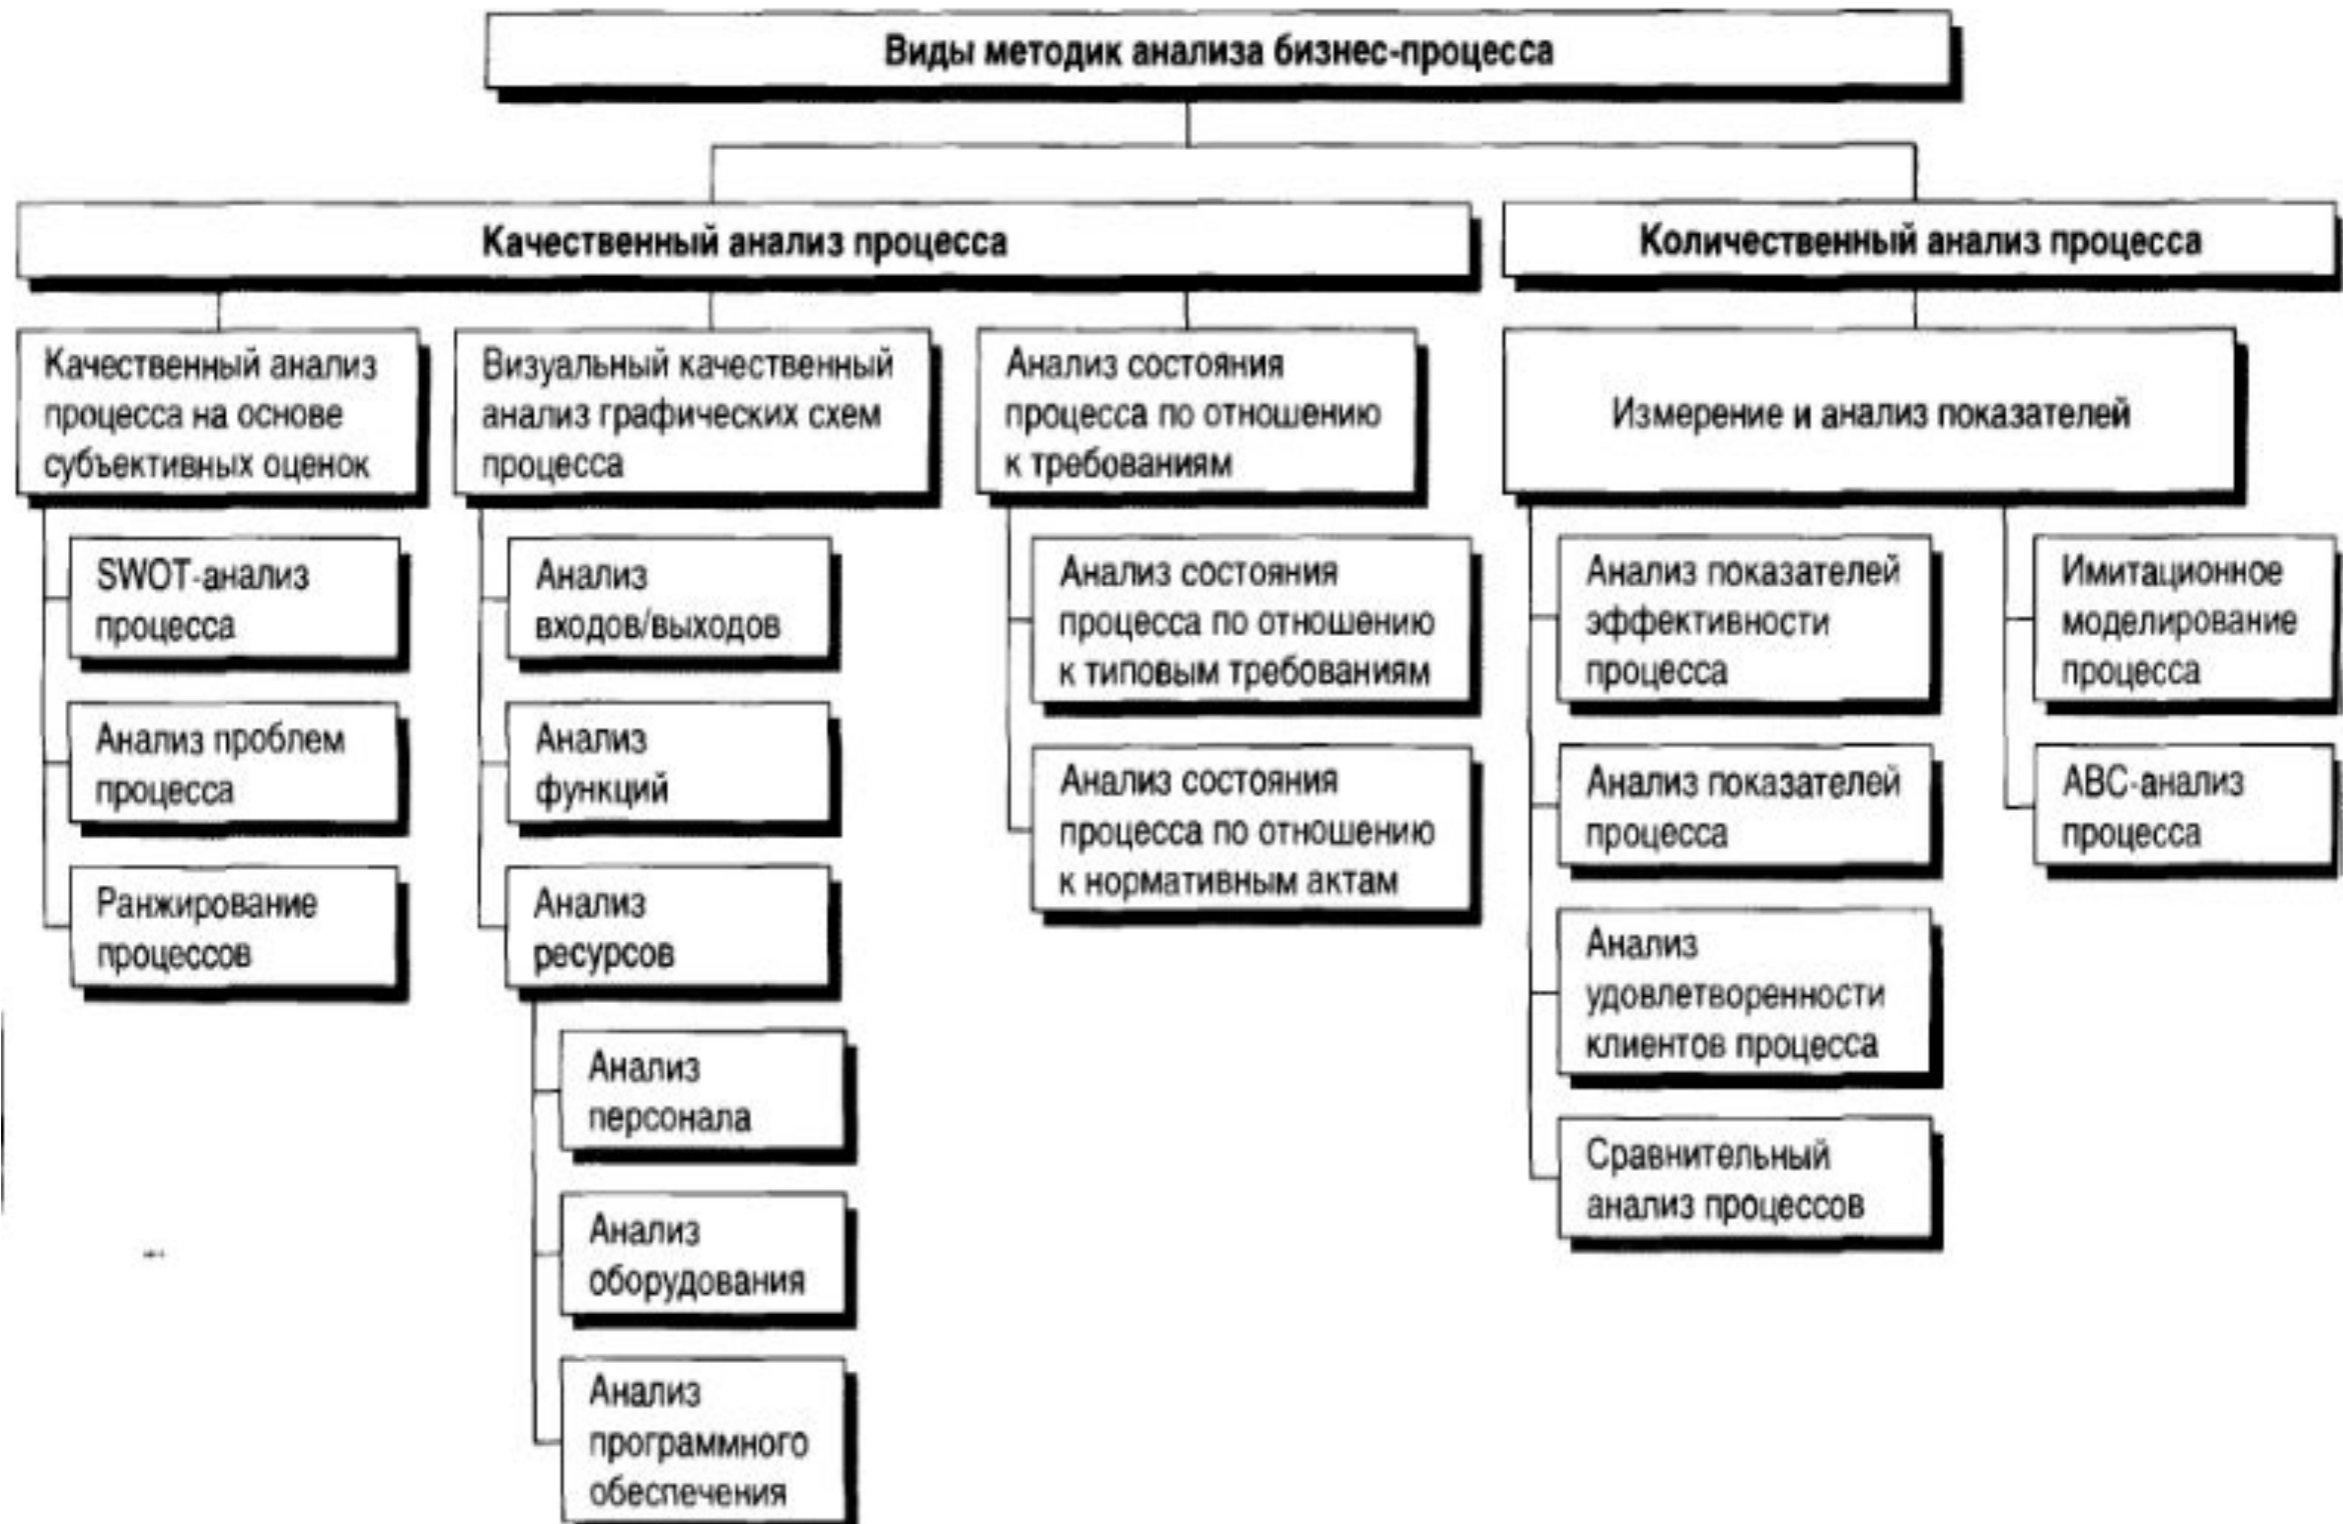 Виды методик анализа бизнес-процесса
Качественный анализ процесса
Количественный анализ процесса
Качественный анализ
процесса на основе
субъективных оценок
SWOT-анализ
процесса
Анализ проблем
процесса
Ранжирование
процессов
Визуальный качественный
анализ графических схем
процесса
Анализ
входов/выходов
Анализ
функций
Анализ
ресурсов
Анализ
персонала
Анализ
оборудования
Анализ
программного
обеспечения
Анализ состояния
процесса по отношению
к требованиям
Анализ состояния
процесса по отношению
к типовым требованиям
Анализ состояния
процесса по отношению
к нормативным актам
Измерение и анализ показателей
Анализ показателей
эффективности
процесса
Анализ показателей
процесса
Анализ
удовлетворенности
клиентов процесса
Сравнительный
анализ процессов
Имитационное
моделирование
процесса
ABC-анализ
процесса